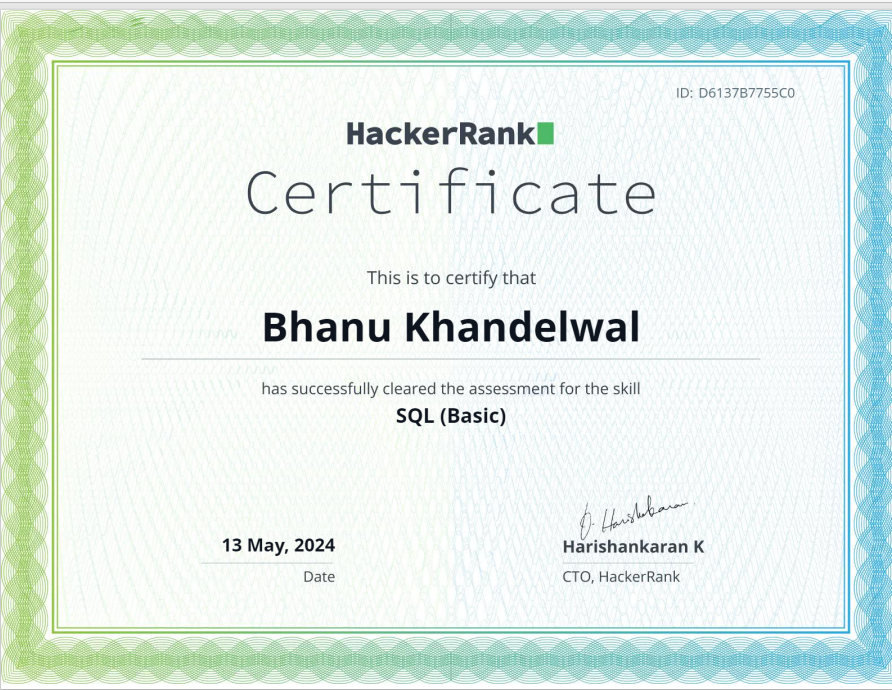 ID: D6137B7755C0
HackerRank
Certificate
This is to certify that
Bhanu Khandelwal
has successfully cleared the assessment for the skill
SQL (Basic)
13 May, 2024
Date
Harishankaran K
CTO, HackerRank